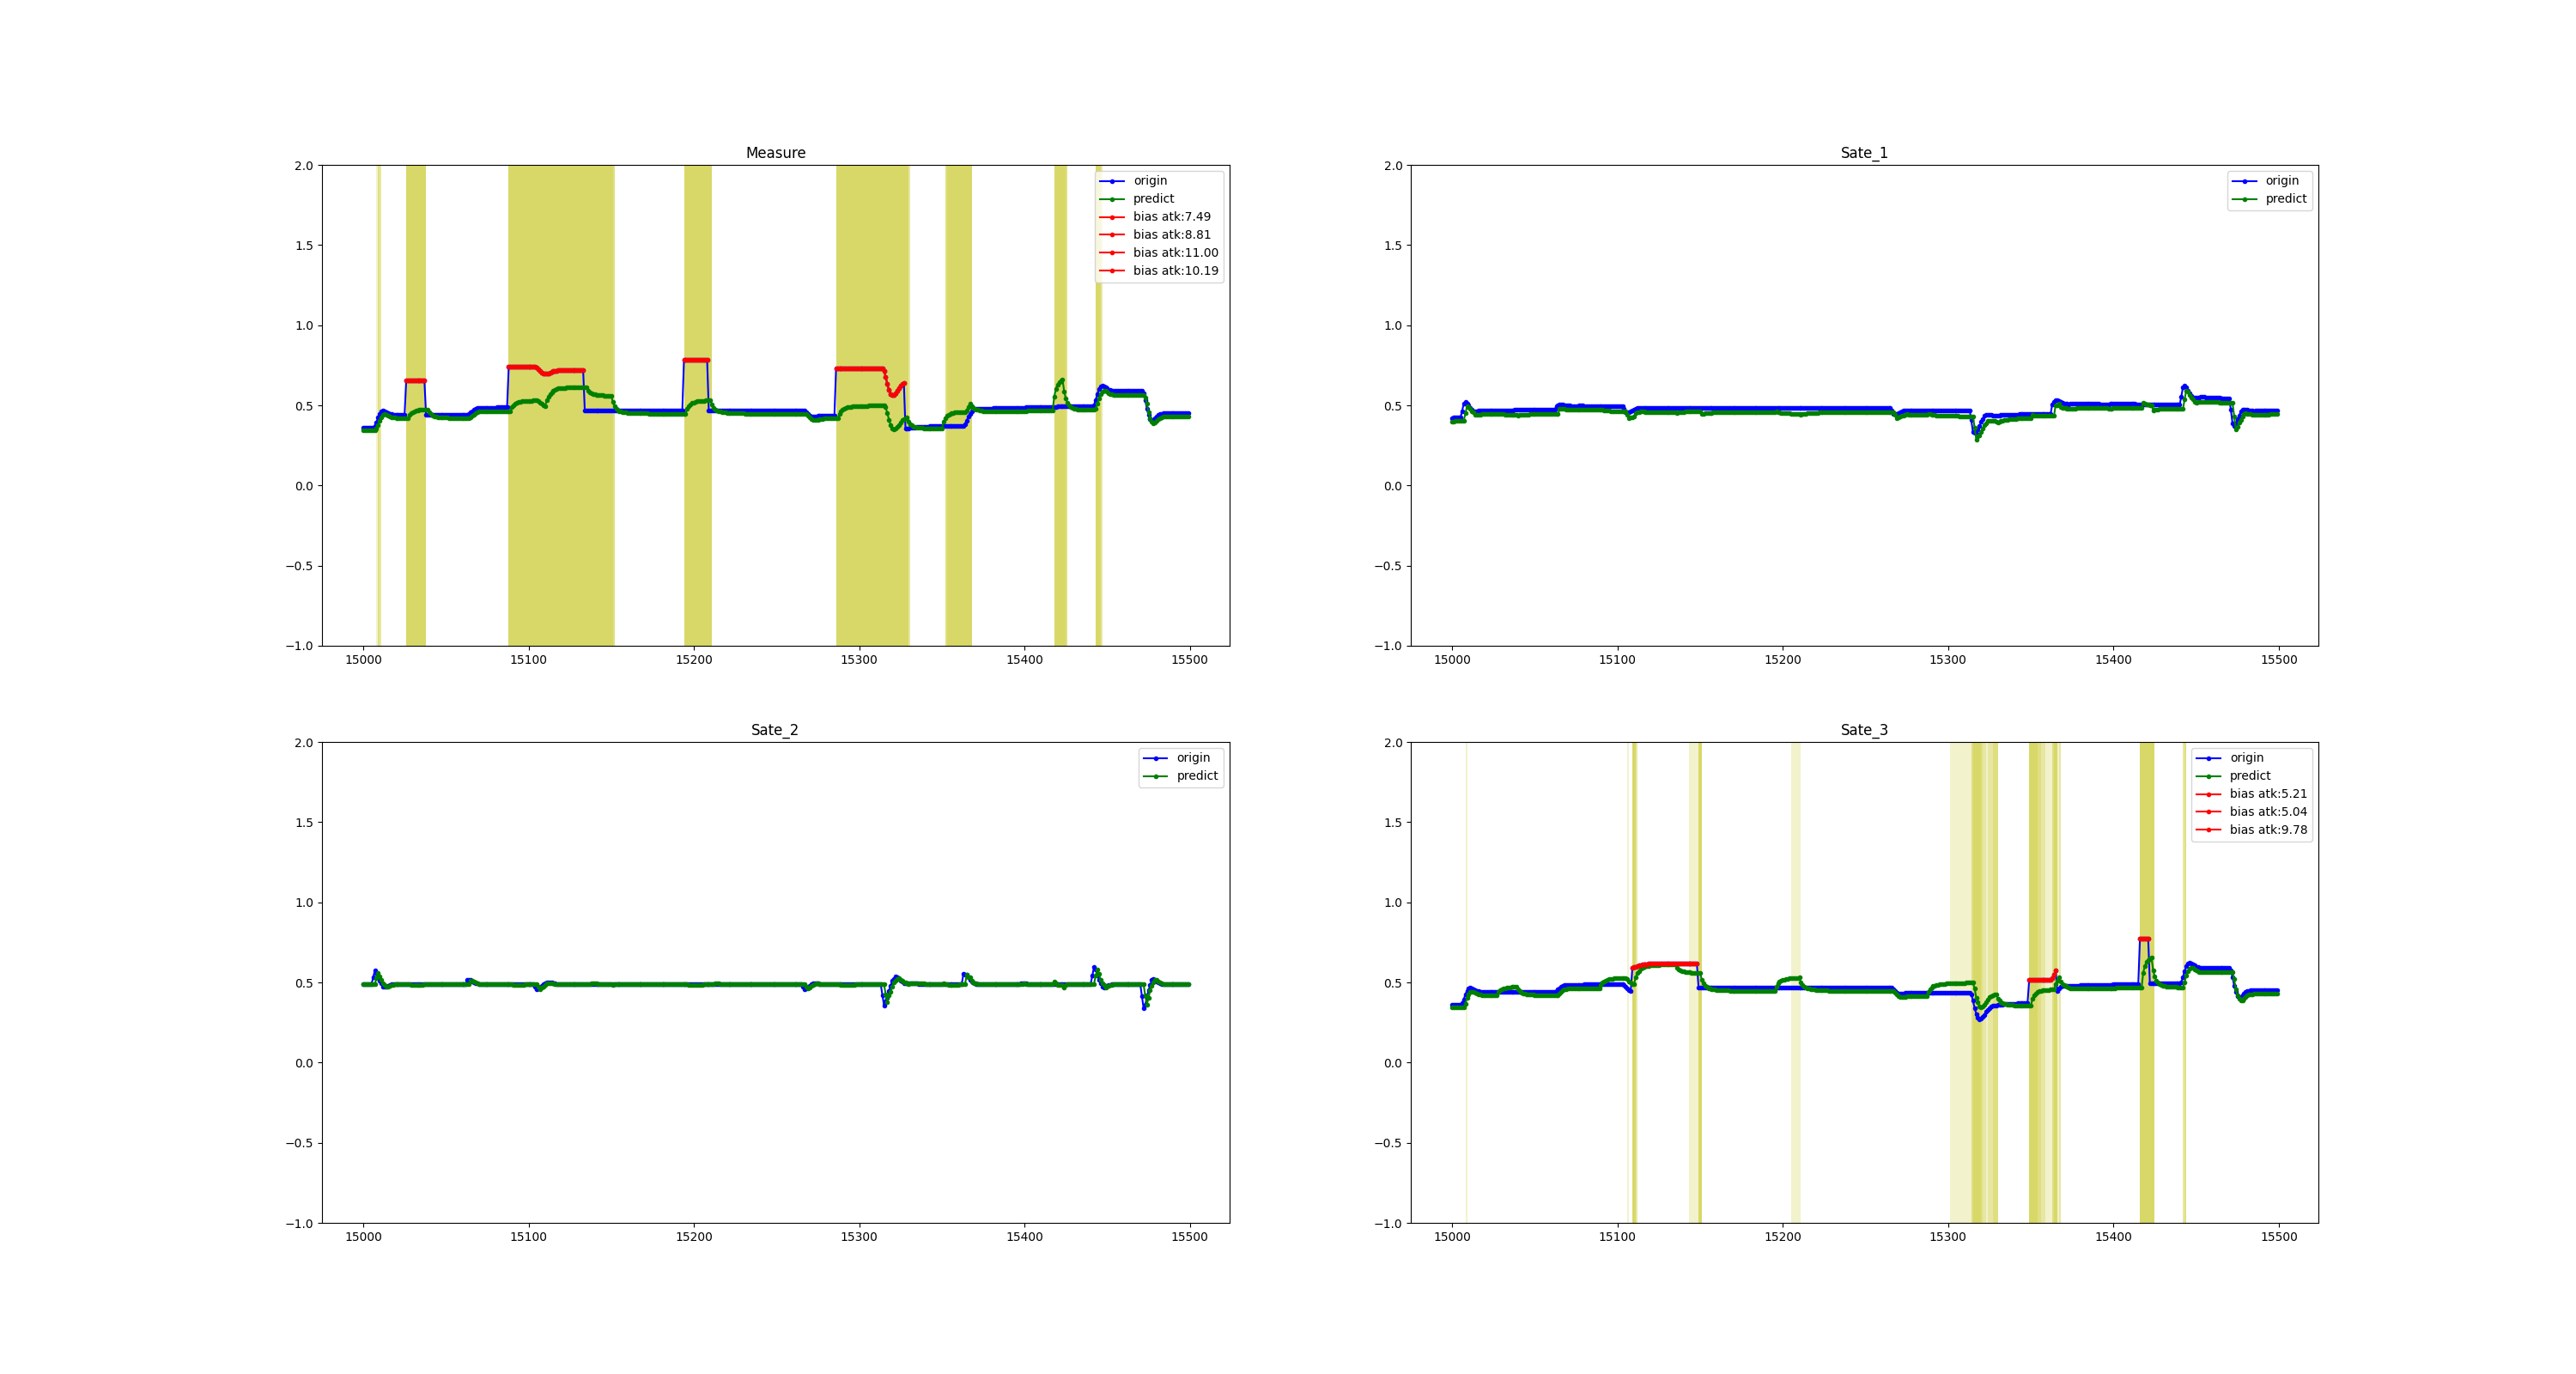 Measure
2.0
1.5
1.0
0.5
0.0
−0.5
−1.0
15000 15100 15200 15300 15400 15500
origin
predict
bias atk:7.49
bias atk:8.81
bias atk:11.00
bias atk:10.19
Sate_1
2.0
1.5
1.0
0.5
0.0
−0.5
−1.0
15000 15100 15200 15300 15400 15500
origin
predict
Sate_2
2.0
1.5
1.0
0.5
0.0
−0.5
−1.0
15000 15100 15200 15300 15400 15500
origin
predict
Sate_3
2.0
1.5
1.0
0.5
0.0
−0.5
−1.0
15000 15100 15200 15300 15400 15500
origin
predict
bias atk:5.21
bias atk:5.04
bias atk:9.78